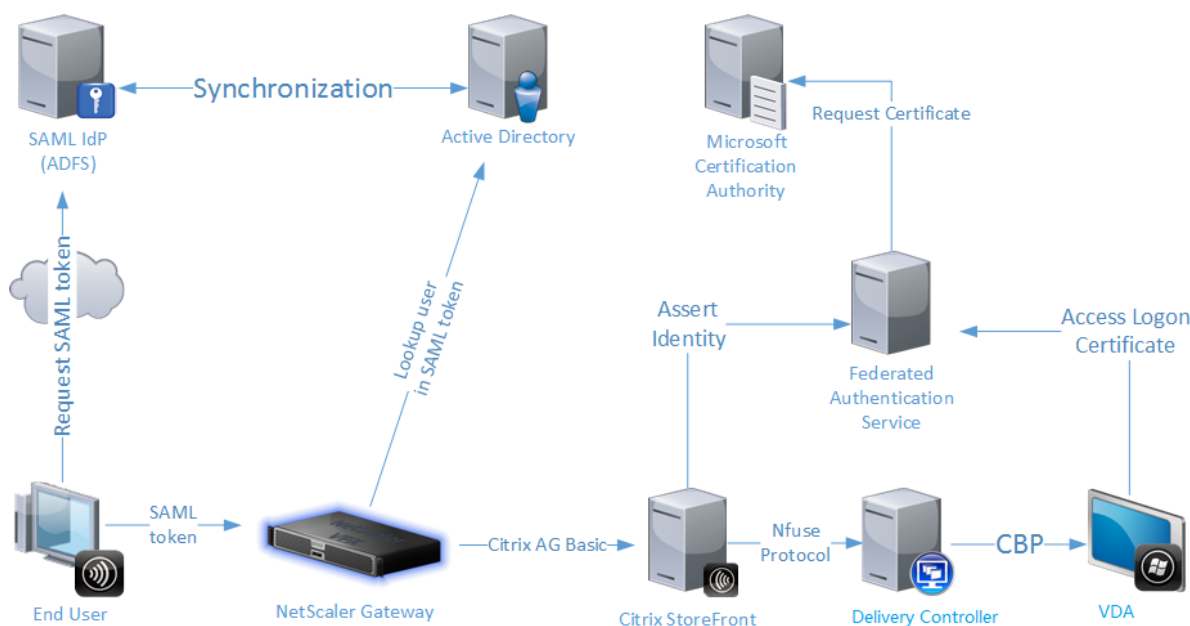 Synchronization
SAML IdP
(ADFS)
Active Directory
Request Certificate
Microsoft
Certification
Authority
Request SAML token
Lookup user
in SAML token
Assert
Identity
Access Logon
Certificate
Federated
Authentication
Service
SAML
token
NetScaler
VPX
Citrix AG Basic
Nfuse
Protocol
CBP
End User
NetScaler Gateway
Citrix StoreFront
Delivery Controller
VDA